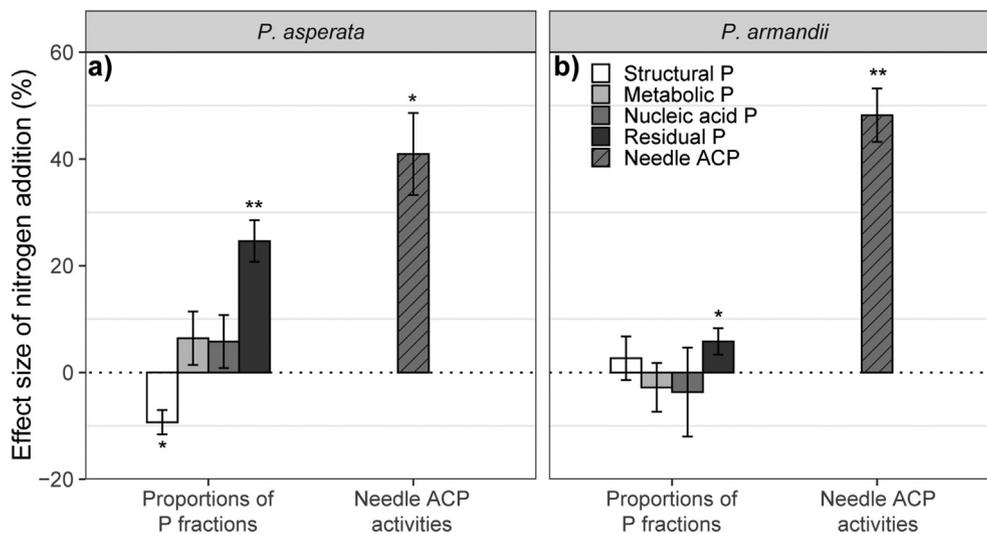 P. asperata
P. armandii
Effect size of nitrogen addition (%)
60
40
20
0
−20
a)
*
**
*
b)
Structural P
Metabolic P
Nucleic acid P
Residual P
Needle ACP
*
**
Proportions of
P fractions
Needle ACP
activities
Proportions of
P fractions
Needle ACP
activities